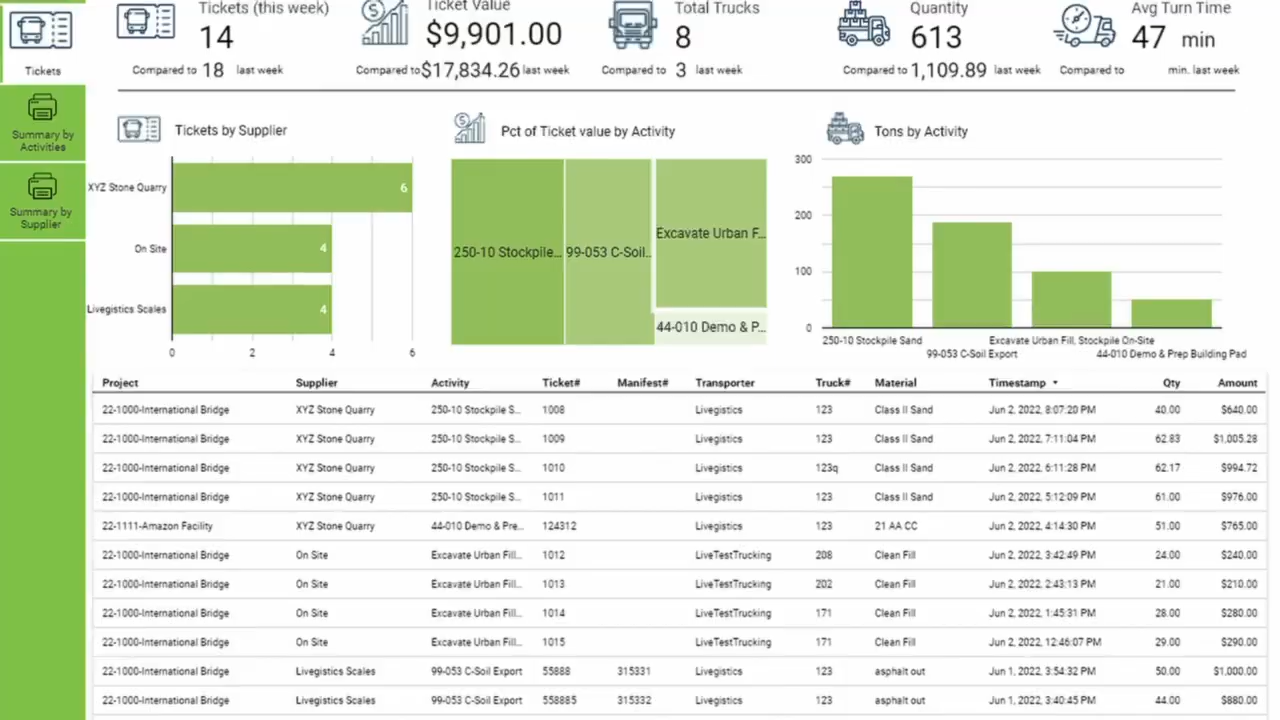 Tickets (this week)
14
Compared to 18 last week
Ticket Value
$9,901.00
Compared to $17,834.26 last week
Total Trucks
8
Compared to 3 last week
Quantity
613
Compared to 1,109.89 last week
Avg Turn Time
47 min
Compared to min. last week
Tickets
Summary by
Activities
Summary by
Supplier
Tickets by Supplier
XYZ Stone Quarry 6
On Site 4
Livegistics Scales 4
0 2 4 6
Pct of Ticket value by Activity
250-10 Stockpile...
99-053 C-Soil...
Excavate Urban F...
44-010 Demo & P...
Tons by Activity
300
200
100
0
250-10 Stockpile Sand
99-053 C-Soil Export
Excavate Urban Fill, Stockpile On-Site
44-010 Demo & Prep Building Pad
Project Supplier Activity Ticket# Manifest# Transporter Truck# Material Timestamp Qty Amount
22-1000-International Bridge XYZ Stone Quarry 250-10 Stockpile S... 1008 Livegistics 123 Class II Sand Jun 2, 2022, 8:07:20 PM 40.00 $640.00
22-1000-International Bridge XYZ Stone Quarry 250-10 Stockpile S... 1009 Livegistics 123 Class II Sand Jun 2, 2022, 7:11:04 PM 62.83 $1,005.28
22-1000-International Bridge XYZ Stone Quarry 250-10 Stockpile S... 1010 Livegistics 123q Class II Sand Jun 2, 2022, 6:11:28 PM 62.17 $994.72
22-1000-International Bridge XYZ Stone Quarry 250-10 Stockpile S... 1011 Livegistics 123 Class II Sand Jun 2, 2022, 5:12:09 PM 61.00 $976.00
22-1111-Amazon Facility XYZ Stone Quarry 44-010 Demo & Pre... 124312 Livegistics 123 21 AA CC Jun 2, 2022, 4:14:30 PM 51.00 $765.00
22-1000-International Bridge On Site Excavate Urban Fill... 1012 LiveTestTrucking 208 Clean Fill Jun 2, 2022, 3:42:49 PM 24.00 $240.00
22-1000-International Bridge On Site Excavate Urban Fill... 1013 LiveTestTrucking 202 Clean Fill Jun 2, 2022, 2:43:13 PM 21.00 $210.00
22-1000-International Bridge On Site Excavate Urban Fill... 1014 LiveTestTrucking 171 Clean Fill Jun 2, 2022, 1:45:31 PM 28.00 $280.00
22-1000-International Bridge On Site Excavate Urban Fill... 1015 LiveTestTrucking 171 Clean Fill Jun 2, 2022, 12:46:07 PM 29.00 $290.00
22-1000-International Bridge Livegistics Scales 99-053 C-Soil Export 55888 315331 Livegistics 123 asphalt out Jun 1, 2022, 3:54:32 PM 50.00 $1,000.00
22-1000-International Bridge Livegistics Scales 99-053 C-Soil Export 558885 315332 Livegistics 123 asphalt out Jun 1, 2022, 3:40:45 PM 44.00 $880.00